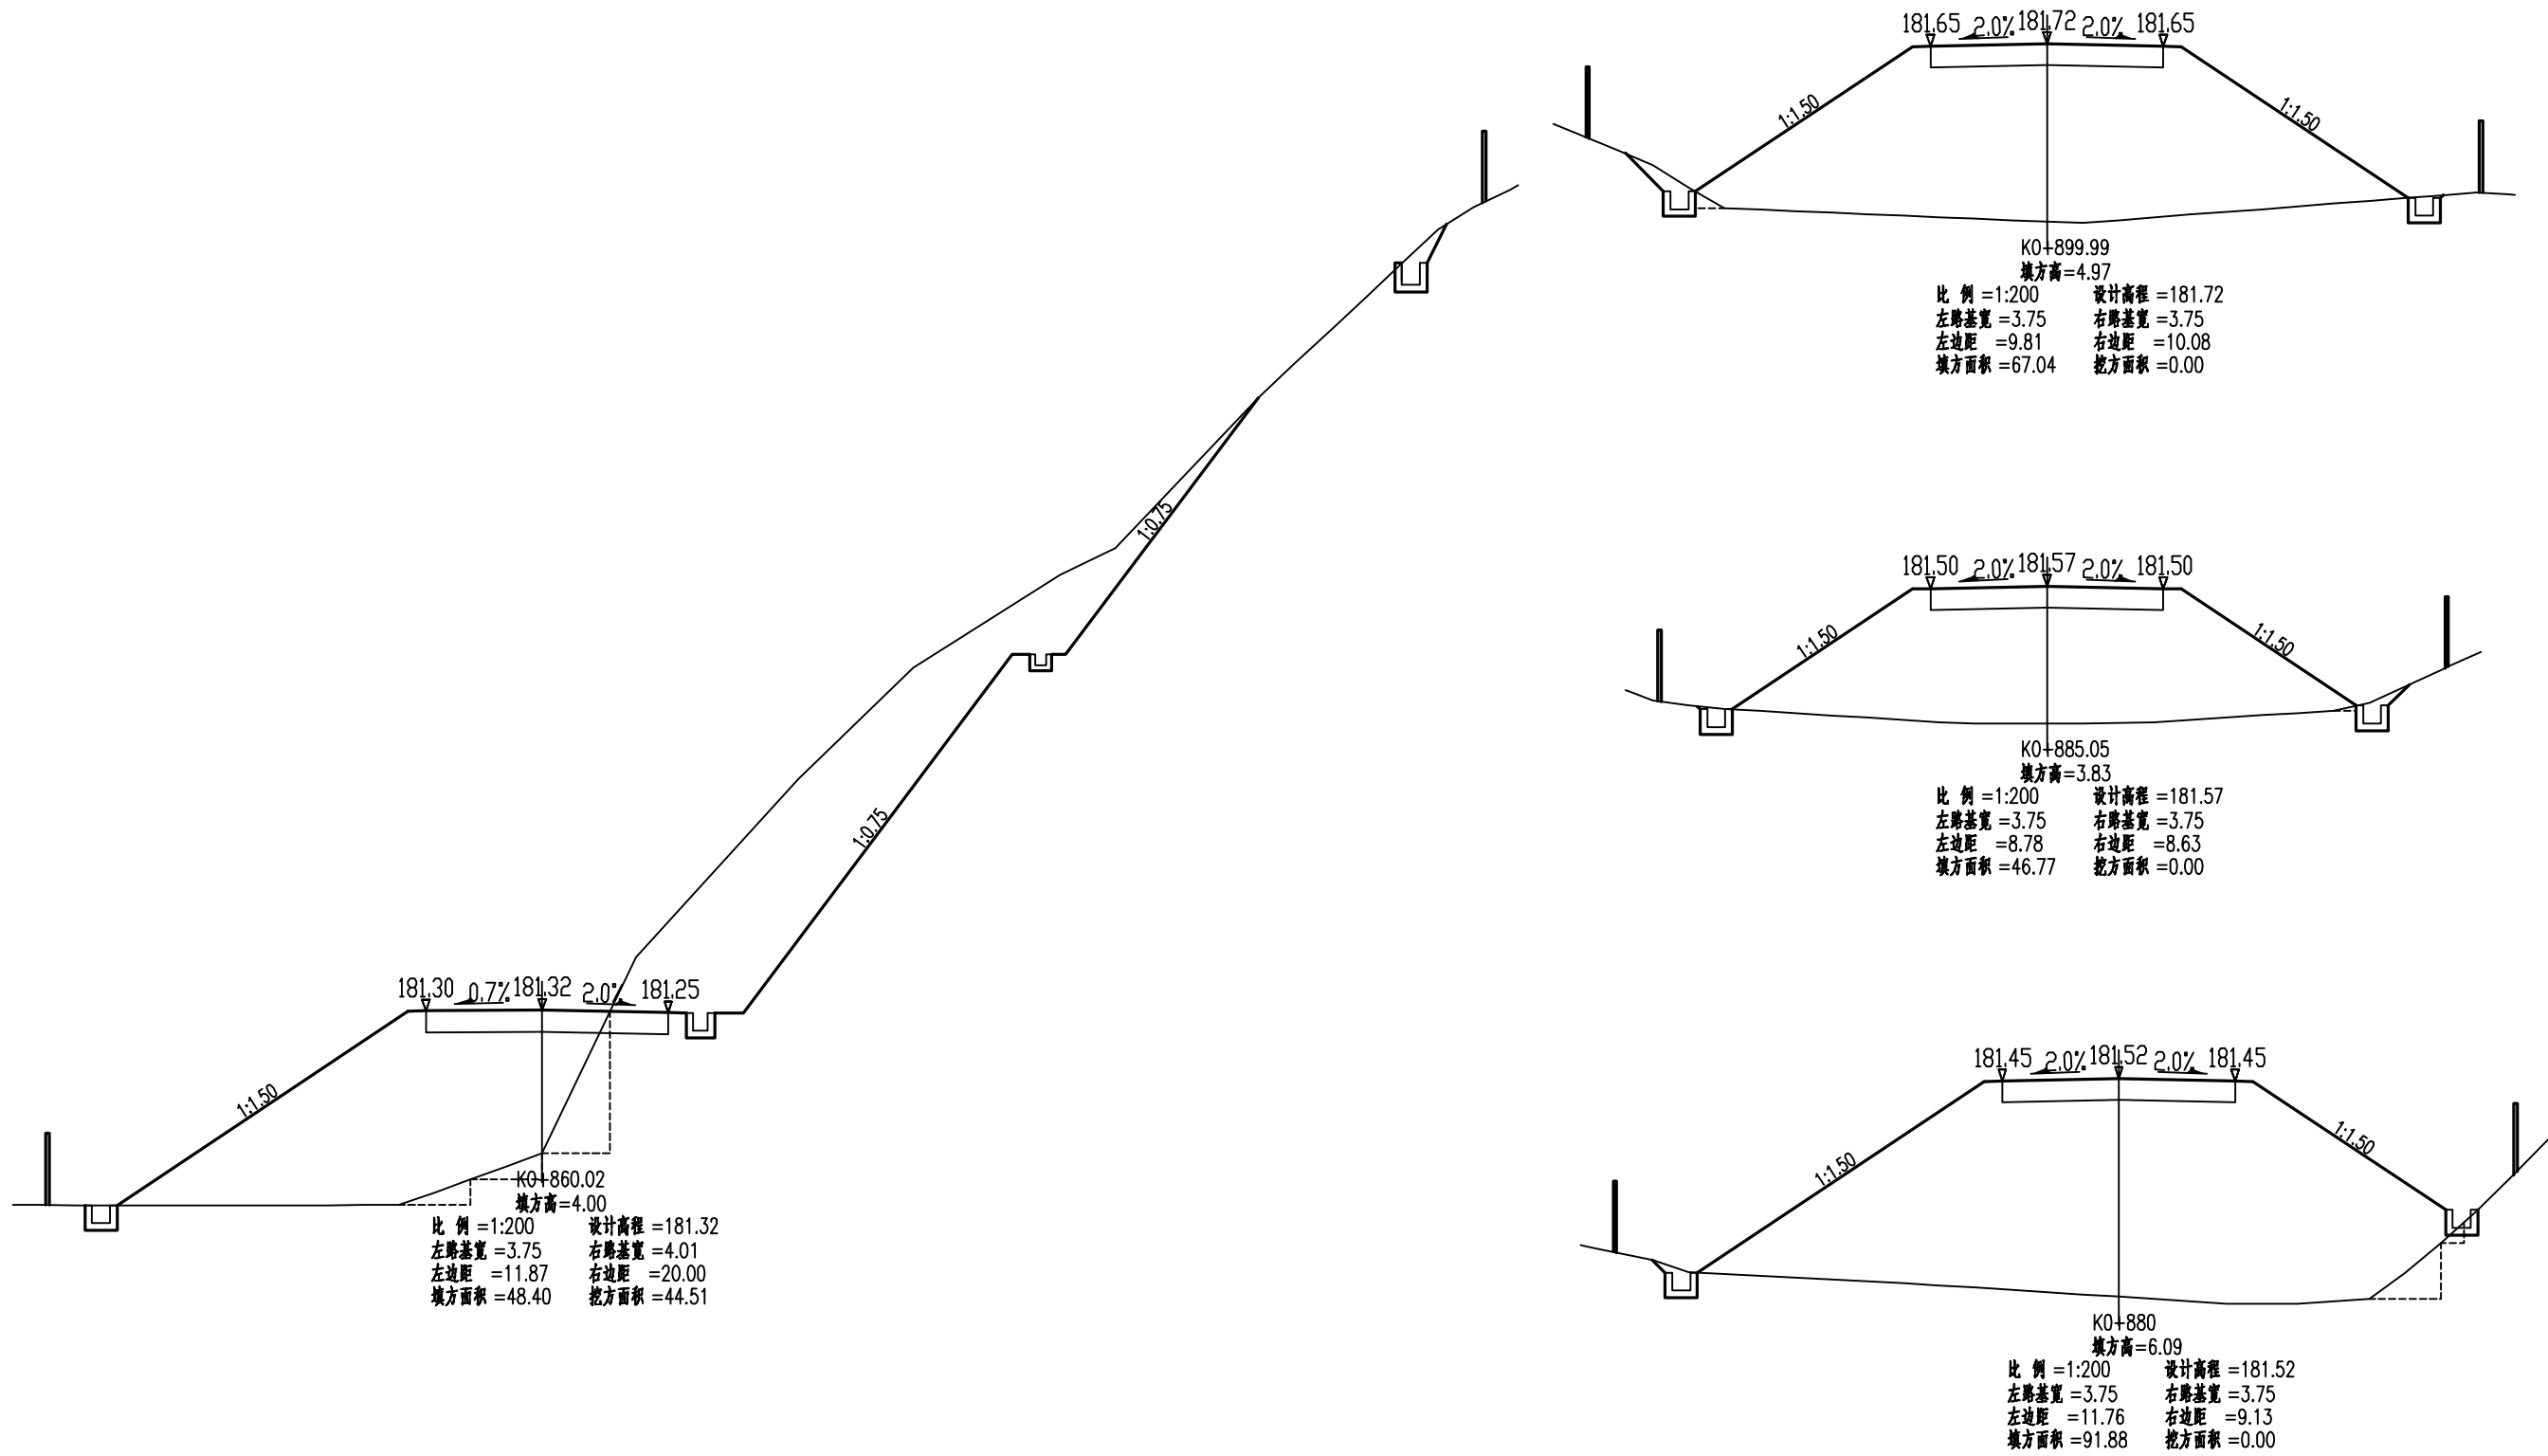 181.65 2.0% 181.72 2.0% 181.65
1:1.50
1:1.50
K0+899.99
填方高=4.97
比 例 =1:200 设计高程 =181.72
左路基宽 =3.75 右路基宽 =3.75
左边距 =9.81 右边距 =10.08
填方面积 =67.04 挖方面积 =0.00
181.50 2.0% 181.57 2.0% 181.50
1:1.50
1:1.50
K0+885.05
填方高=3.83
比 例 =1:200 设计高程 =181.57
左路基宽 =3.75 右路基宽 =3.75
左边距 =8.78 右边距 =8.63
填方面积 =46.77 挖方面积 =0.00
1:0.75
1:0.75
181.30 0.7% 181.32 2.0% 181.25
1:1.50
K0+860.02
填方高=4.00
比 例 =1:200 设计高程 =181.32
左路基宽 =3.75 右路基宽 =4.01
左边距 =11.87 右边距 =20.00
填方面积 =48.40 挖方面积 =44.51
181.45 2.0% 181.52 2.0% 181.45
1:1.50
1:1.50
K0+880
填方高=6.09
比 例 =1:200 设计高程 =181.52
左路基宽 =3.75 右路基宽 =3.75
左边距 =11.76 右边距 =9.13
填方面积 =91.88 挖方面积 =0.00